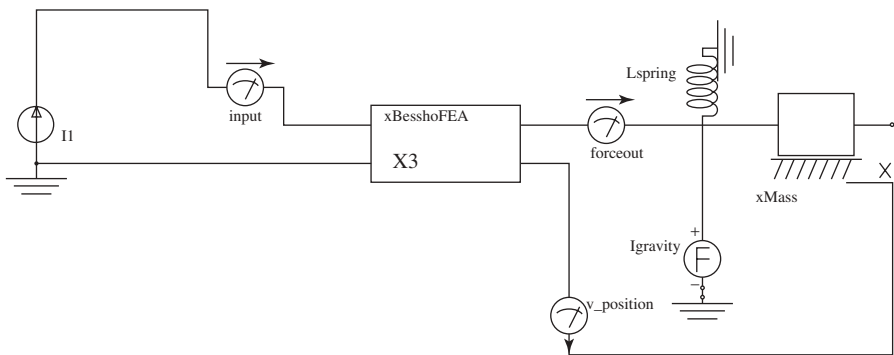 Lspring
input
xBesshoFEA
I1
X3
forceout
X
xMass
+
Igravity
F
−
v_position